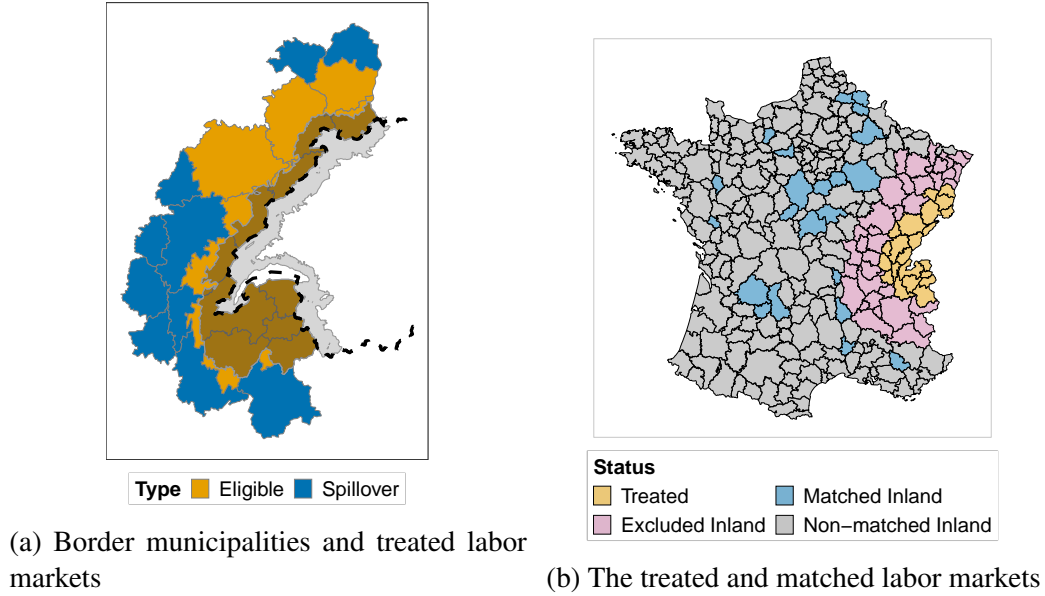 Type Eligible Spillover
(a) Border municipalities and treated labor
markets
Status
Treated Matched Inland
Excluded Inland Non−matched Inland
(b) The treated and matched labor markets